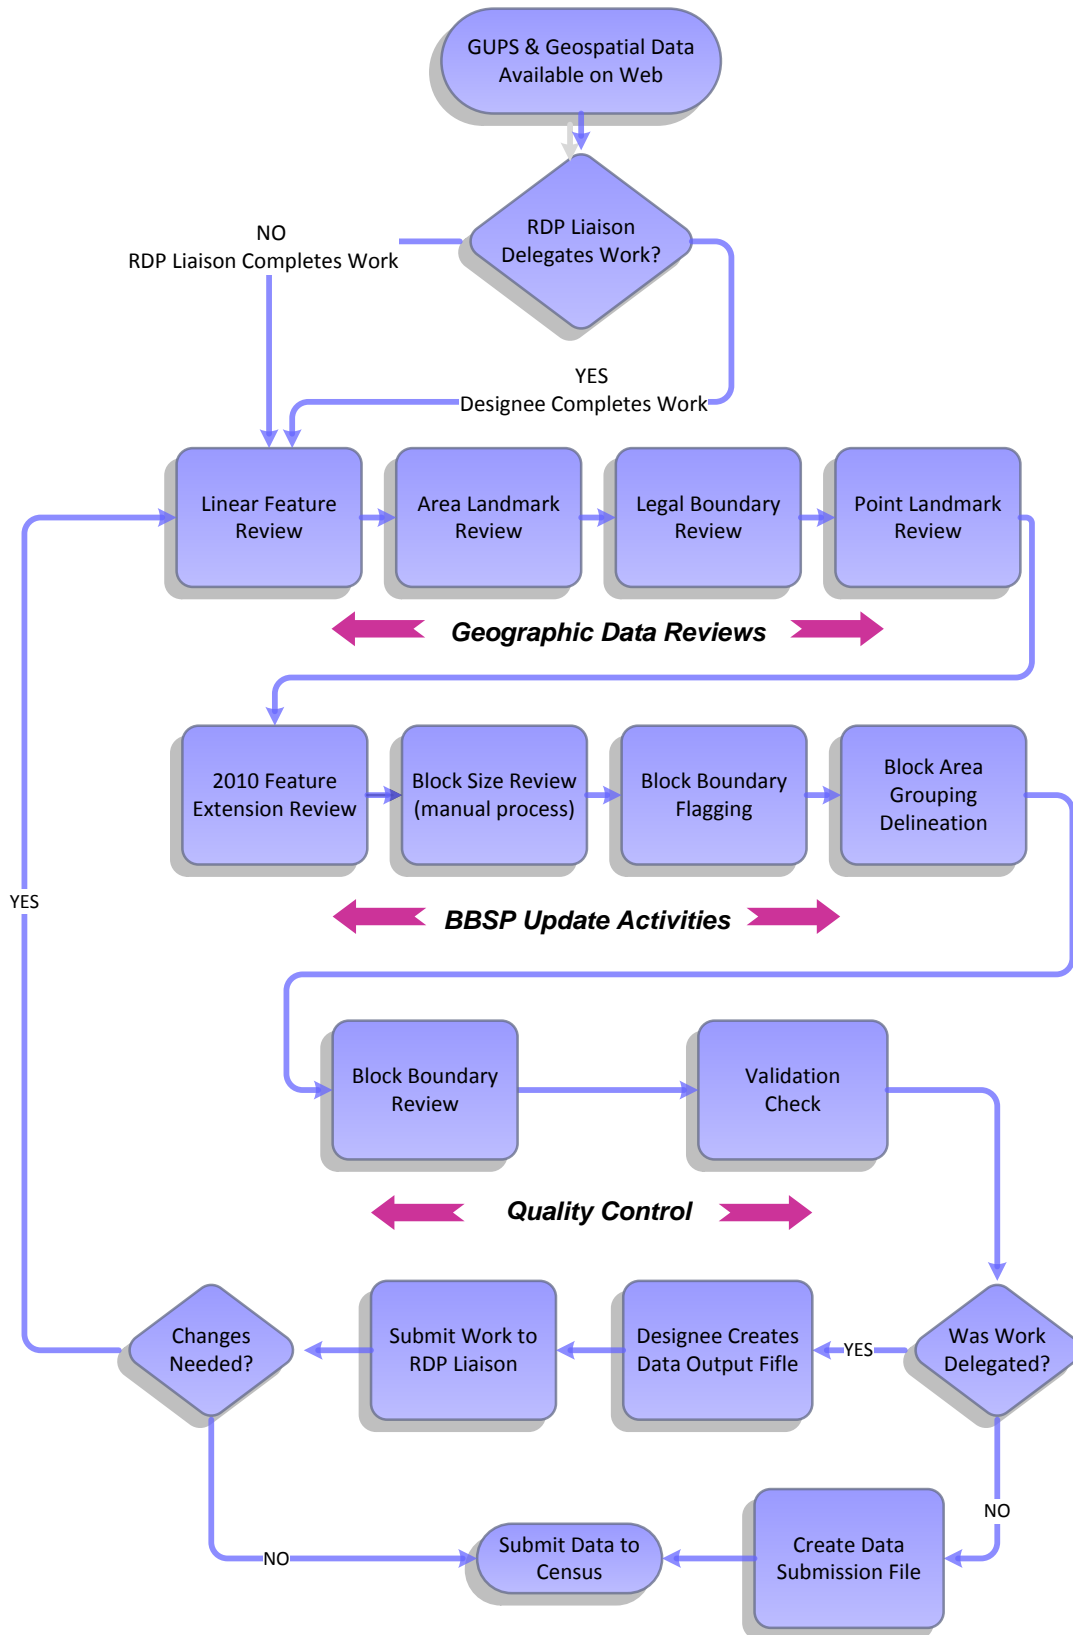 GUPS & Geospatial Data
Available on Web
RDP Liaison
Delegates Work?
NO
RDP Liaison Completes Work
YES
Designee Completes Work
Linear Feature
Review
Area Landmark
Review
Legal Boundary
Review
Point Landmark
Review
Geographic Data Reviews
2010 Feature
Extension Review
Block Size Review
(manual process)
Block Boundary
Flagging
Block Area
Grouping
Delineation
YES
BBSP Update Activities
Block Boundary
Review
Validation
Check
Quality Control
Changes
Needed?
Submit Work to
RDP Liaison
Designee Creates
Data Output Fifle
YES
Was Work
Delegated?
NO
NO
Submit Data to
Census
Create Data
Submission File